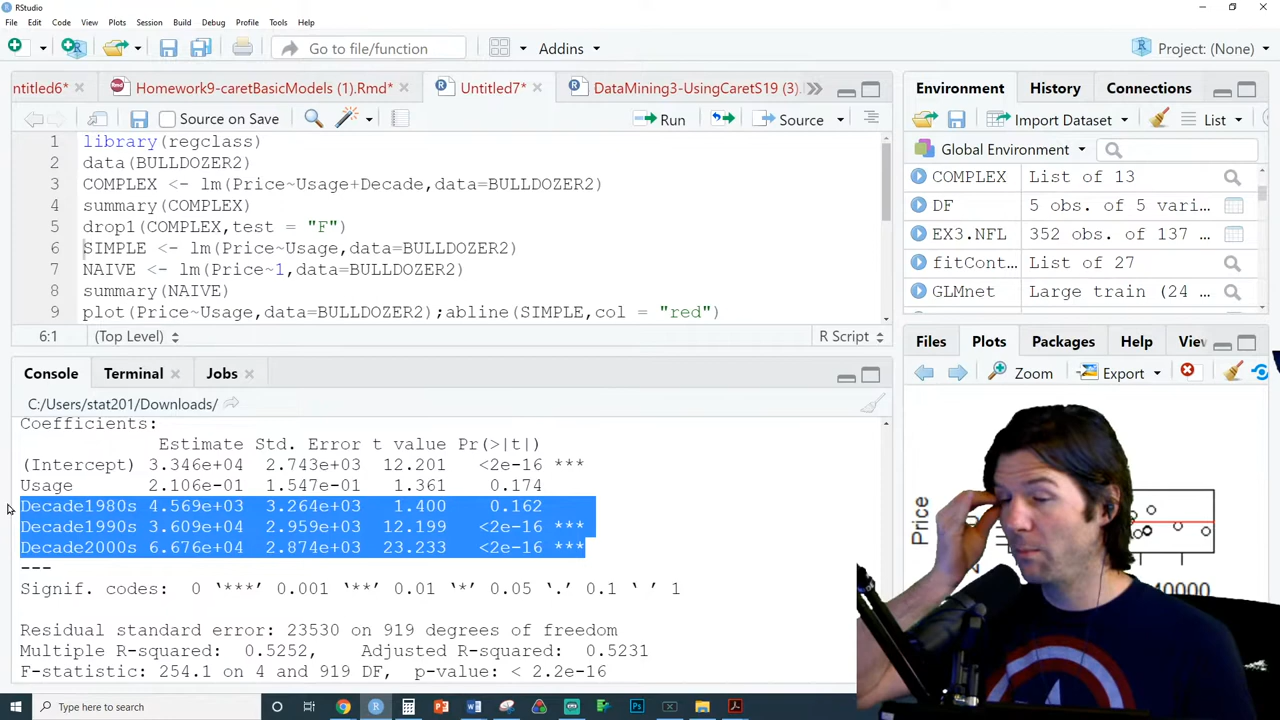 RStudio
File Edit Code View Plots Session Build Debug Profile Tools Help
Go to file/function Addins Project: (None)
ntitled6* Homework9-caretBasicModels (1).Rmd* Untitled7* DataMining3-UsingCaretS19 (3).
Source on Save Run Source
1 library(regclass)
2 data(BULLDOZER2)
3 COMPLEX <- lm(Price~Usage+Decade,data=BULLDOZER2)
4 summary(COMPLEX)
5 drop1(COMPLEX,test = "F")
6 SIMPLE <- lm(Price~Usage,data=BULLDOZER2)
7 NAIVE <- lm(Price~1,data=BULLDOZER2)
8 summary(NAIVE)
9 plot(Price~Usage,data=BULLDOZER2);abline(SIMPLE,col = "red")
6:1 (Top Level) R Script
Console Terminal Jobs
C:/Users/stat201/Downloads/
Coefficients:
Estimate Std. Error t value Pr(>|t|)
(Intercept) 3.346e+04 2.743e+03 12.201 <2e-16 ***
Usage 2.106e-01 1.547e-01 1.361 0.174
Decade1980s 4.569e+03 3.264e+03 1.400 0.162
Decade1990s 3.609e+04 2.959e+03 12.199 <2e-16 ***
Decade2000s 6.676e+04 2.874e+03 23.233 <2e-16 ***
---
Signif. codes: 0 ‘***’ 0.001 ‘**’ 0.01 ‘*’ 0.05 ‘.’ 0.1 ‘ ’ 1
Residual standard error: 23530 on 919 degrees of freedom
Multiple R-squared: 0.5252, Adjusted R-squared: 0.5231
F-statistic: 254.1 on 4 and 919 DF, p-value: < 2.2e-16
Environment History Connections
Import Dataset List
Global Environment
COMPLEX List of 13
DF 5 obs. of 5 vari...
EX3.NFL 352 obs. of 137 ...
fitCont... List of 27
GLMnet Large train (24 ...
Files Plots Packages Help Vie
Zoom Export
Price
40000
Type here to search